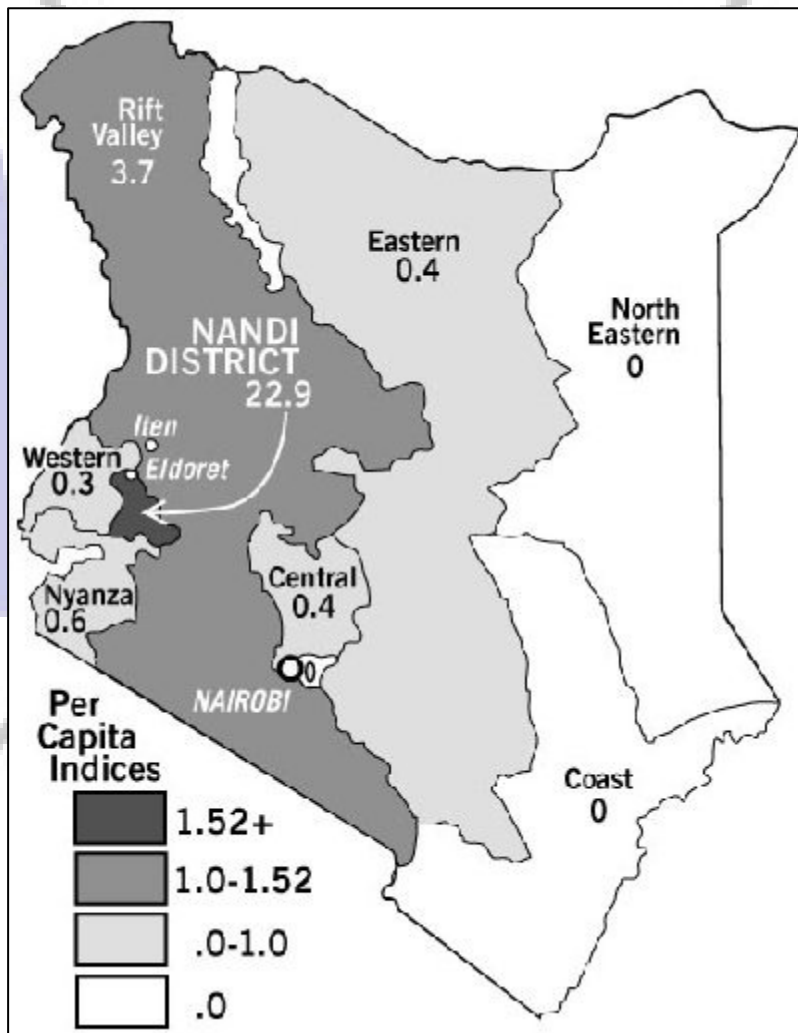 Rift
Valley
3.7
Eastern
0.4
North
Eastern
0
NANDI
DISTRICT
22.9
Iten
Eldoret
Western
0.3
Central
0.4
Nyanza
0.6
0
NAIROBI
Coast
0
Per
Capita
Indices
1.52+
1.0-1.52
.0-1.0
.0